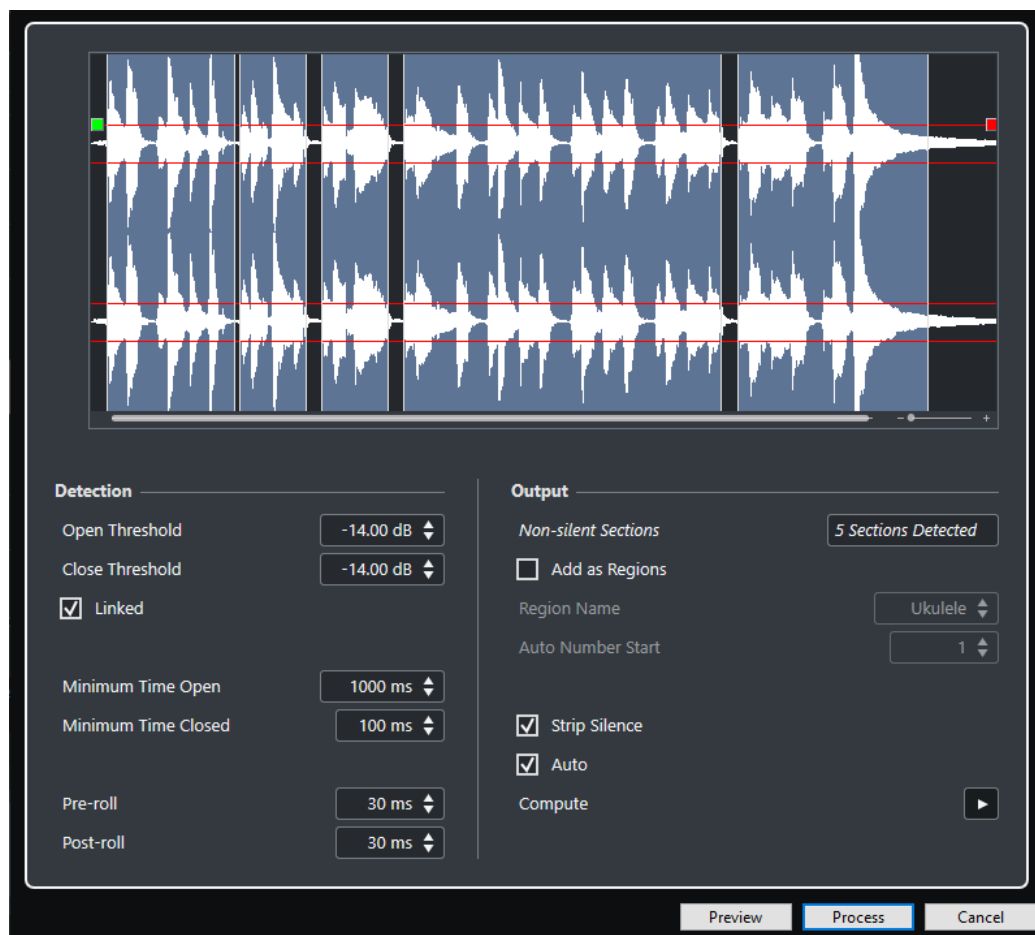 - +
Detection
Open Threshold -14.00 dB
Close Threshold -14.00 dB
Linked
Minimum Time Open 1000 ms
Minimum Time Closed 100 ms
Pre-roll 30 ms
Post-roll 30 ms
Output
Non-silent Sections 5 Sections Detected
Add as Regions
Region Name Ukulele
Auto Number Start 1
Strip Silence
Auto
Compute
Preview Process Cancel